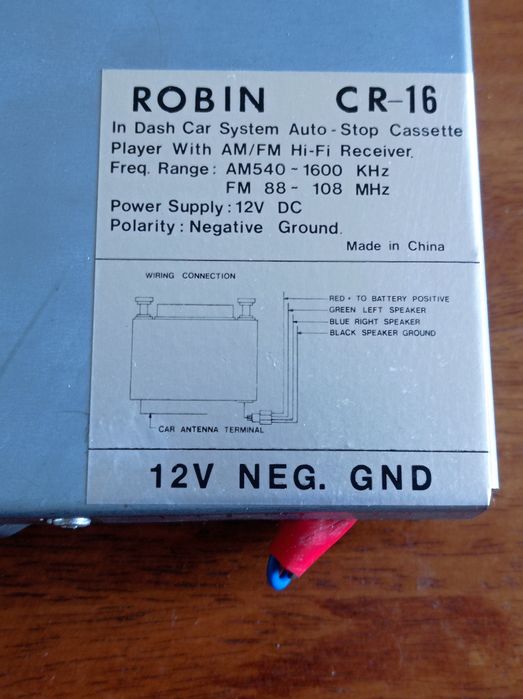 ROBIN CR-16
In Dash Car System Auto-Stop Cassette
Player With AM/FM Hi-Fi Receiver.
Freq. Range: AM540~1600 KHz
FM 88~ 108 MHz
Power Supply: 12V DC
Polarity: Negative Ground.
Made in China
WIRING CONNECTION
RED + TO BATTERY POSITIVE
GREEN LEFT SPEAKER
BLUE RIGHT SPEAKER
BLACK SPEAKER GROUND
CAR ANTENNA TERMINAL
12V NEG. GND